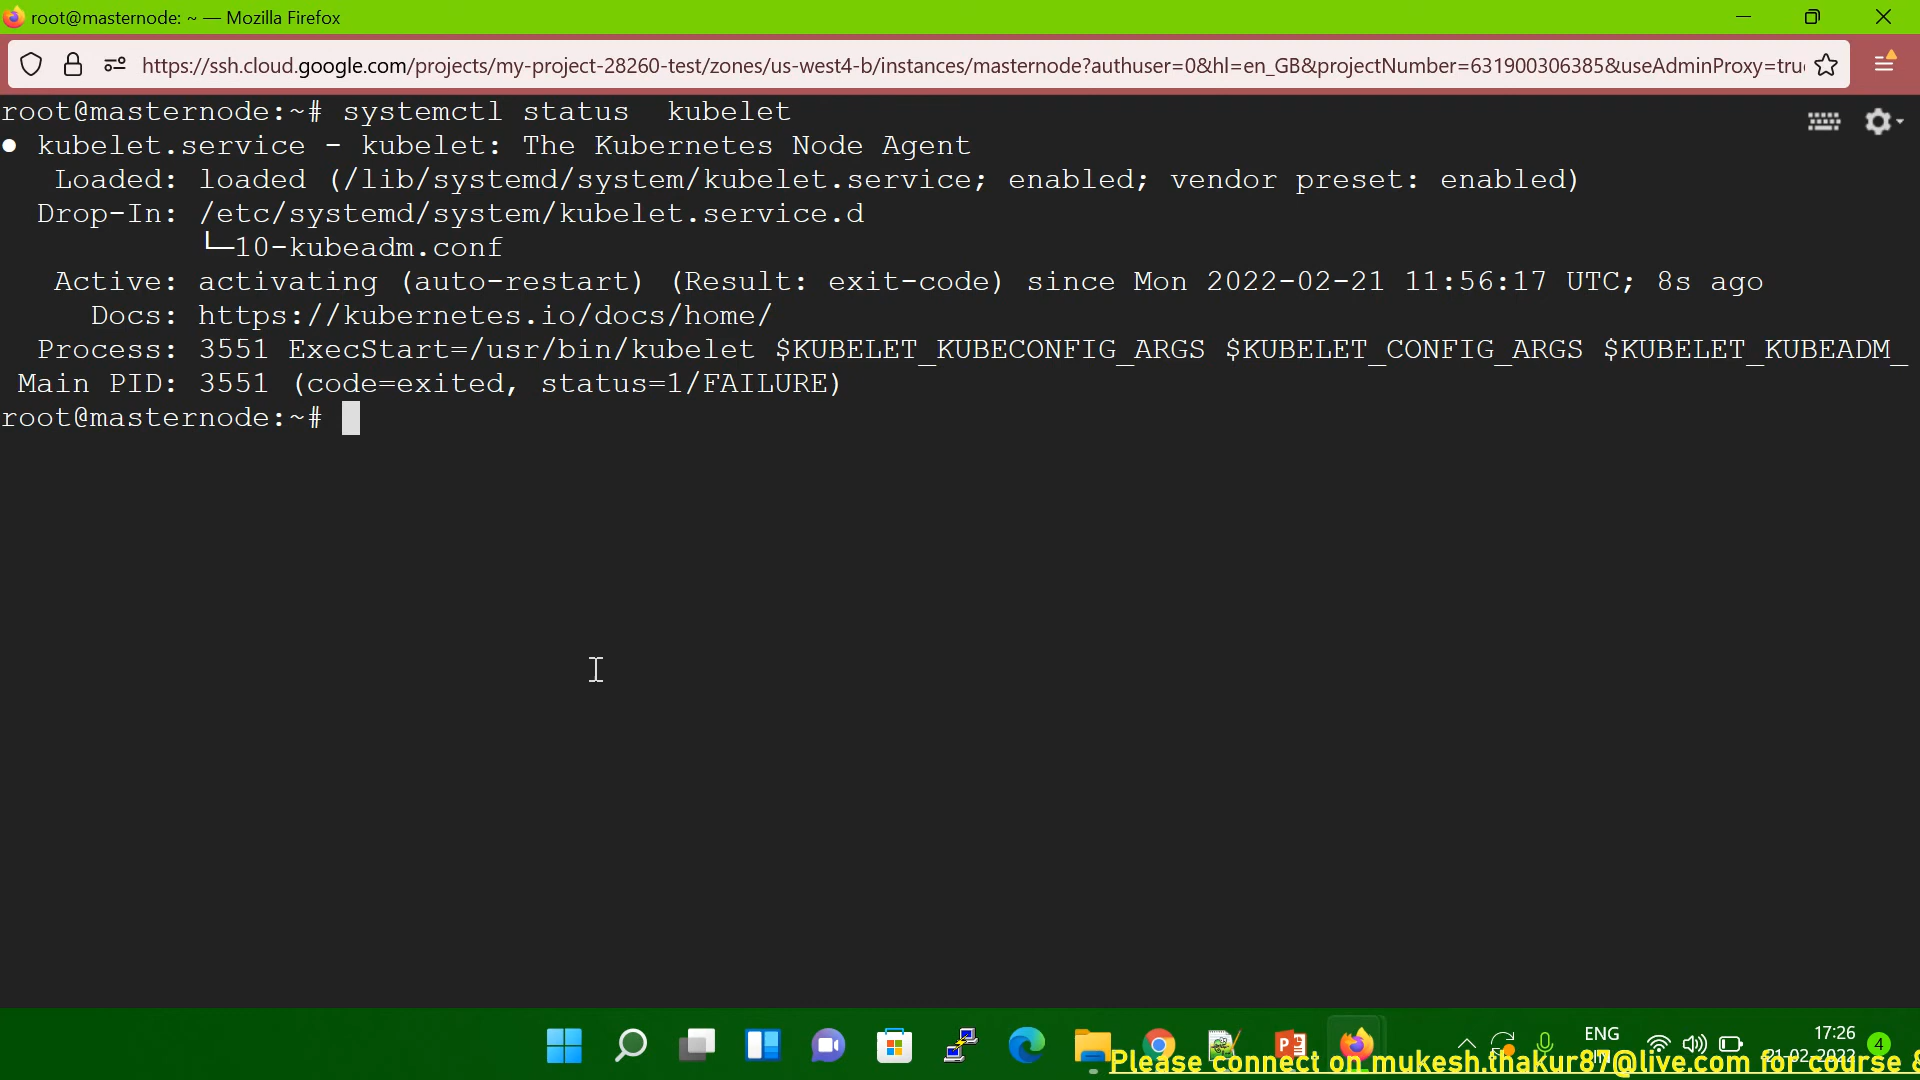 root@masternode: ~ — Mozilla Firefox
https://ssh.cloud.google.com/projects/my-project-28260-test/zones/us-west4-b/instances/masternode?authuser=0&hl=en_GB&projectNumber=631900306385&useAdminProxy=tru
root@masternode:~# systemctl status  kubelet
● kubelet.service - kubelet: The Kubernetes Node Agent
Loaded: loaded (/lib/systemd/system/kubelet.service; enabled; vendor preset: enabled)
Drop-In: /etc/systemd/system/kubelet.service.d
└─10-kubeadm.conf
Active: activating (auto-restart) (Result: exit-code) since Mon 2022-02-21 11:56:17 UTC; 8s ago
Docs: https://kubernetes.io/docs/home/
Process: 3551 ExecStart=/usr/bin/kubelet $KUBELET_KUBECONFIG_ARGS $KUBELET_CONFIG_ARGS $KUBELET_KUBEADM_
Main PID: 3551 (code=exited, status=1/FAILURE)
root@masternode:~#
ENG
IN
17:26
21-02-2022
4
Please connect on mukesh.thakur87@live.com for course &